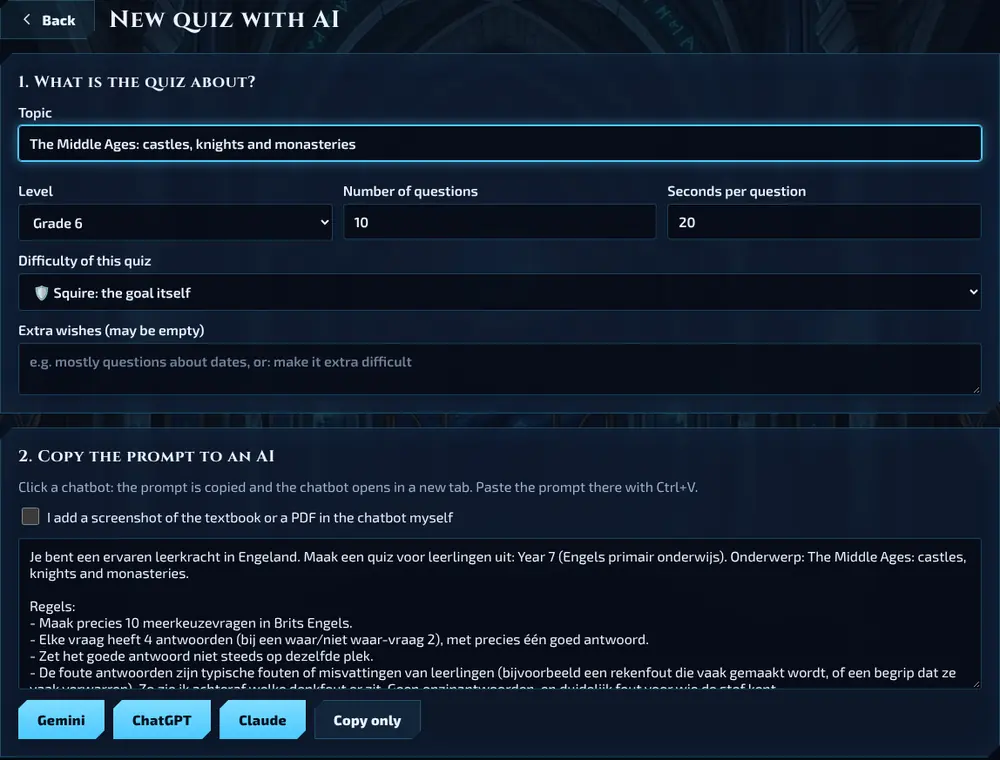 Back
New quiz with AI
1. What is the quiz about?
Topic
The Middle Ages: castles, knights and monasteries
Level
Number of questions
Seconds per question
Grade 6
10
20
Difficulty of this quiz
Squire: the goal itself
Extra wishes (may be empty)
e.g. mostly questions about dates, or: make it extra difficult
2. Copy the prompt to an AI
Click a chatbot: the prompt is copied and the chatbot opens in a new tab. Paste the prompt there with Ctrl+V.
I add a screenshot of the textbook or a PDF in the chatbot myself
Je bent een ervaren leerkracht in Engeland. Maak een quiz voor leerlingen uit: Year 7 (Engels primair onderwijs). Onderwerp: The Middle Ages: castles,
knights and monasteries.
Regels:
- Maak precies 10 meerkeuzevragen in Brits Engels.
- Elke vraag heeft 4 antwoorden (bij een waar/niet waar-vraag 2), met precies één goed antwoord.
- Zet het goede antwoord niet steeds op dezelfde plek.
- De foute antwoorden zijn typische fouten of misvattingen van leerlingen (bijvoorbeeld een rekenfout die vaak gemaakt wordt, of een begrip dat ze
Gemini
ChatGPT
Claude
Copy only